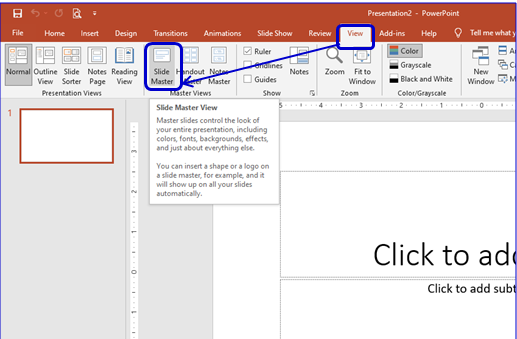 Presentation2 - PowerPoint
File Home Insert Design Transitions Animations Slide Show Review View Add-ins Help Tell me what y
Normal Outline View Slide Sorter Notes Page Reading View
Presentation Views
Slide Master Handout Master Notes Master
Master Views
Ruler
Gridlines
Guides
Notes
Show
Zoom Fit to Window
Zoom
Color
Grayscale
Black and White
Color/Grayscale
New Window
Slide Master View
Master slides control the look of
your entire presentation, including
colors, fonts, backgrounds, effects,
and just about everything else.
You can insert a shape or a logo on
a slide master, for example, and it
will show up on all your slides
automatically.
1
Click to ad
Click to add subt